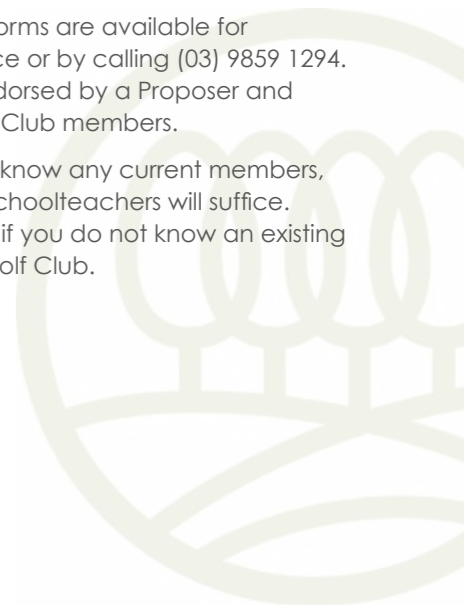 orms are available for
ce or by calling (03) 9859 1294.
dorsed by a Proposer and
Club members.
know any current members,
choolteachers will suffice.
if you do not know an existing
olf Club.